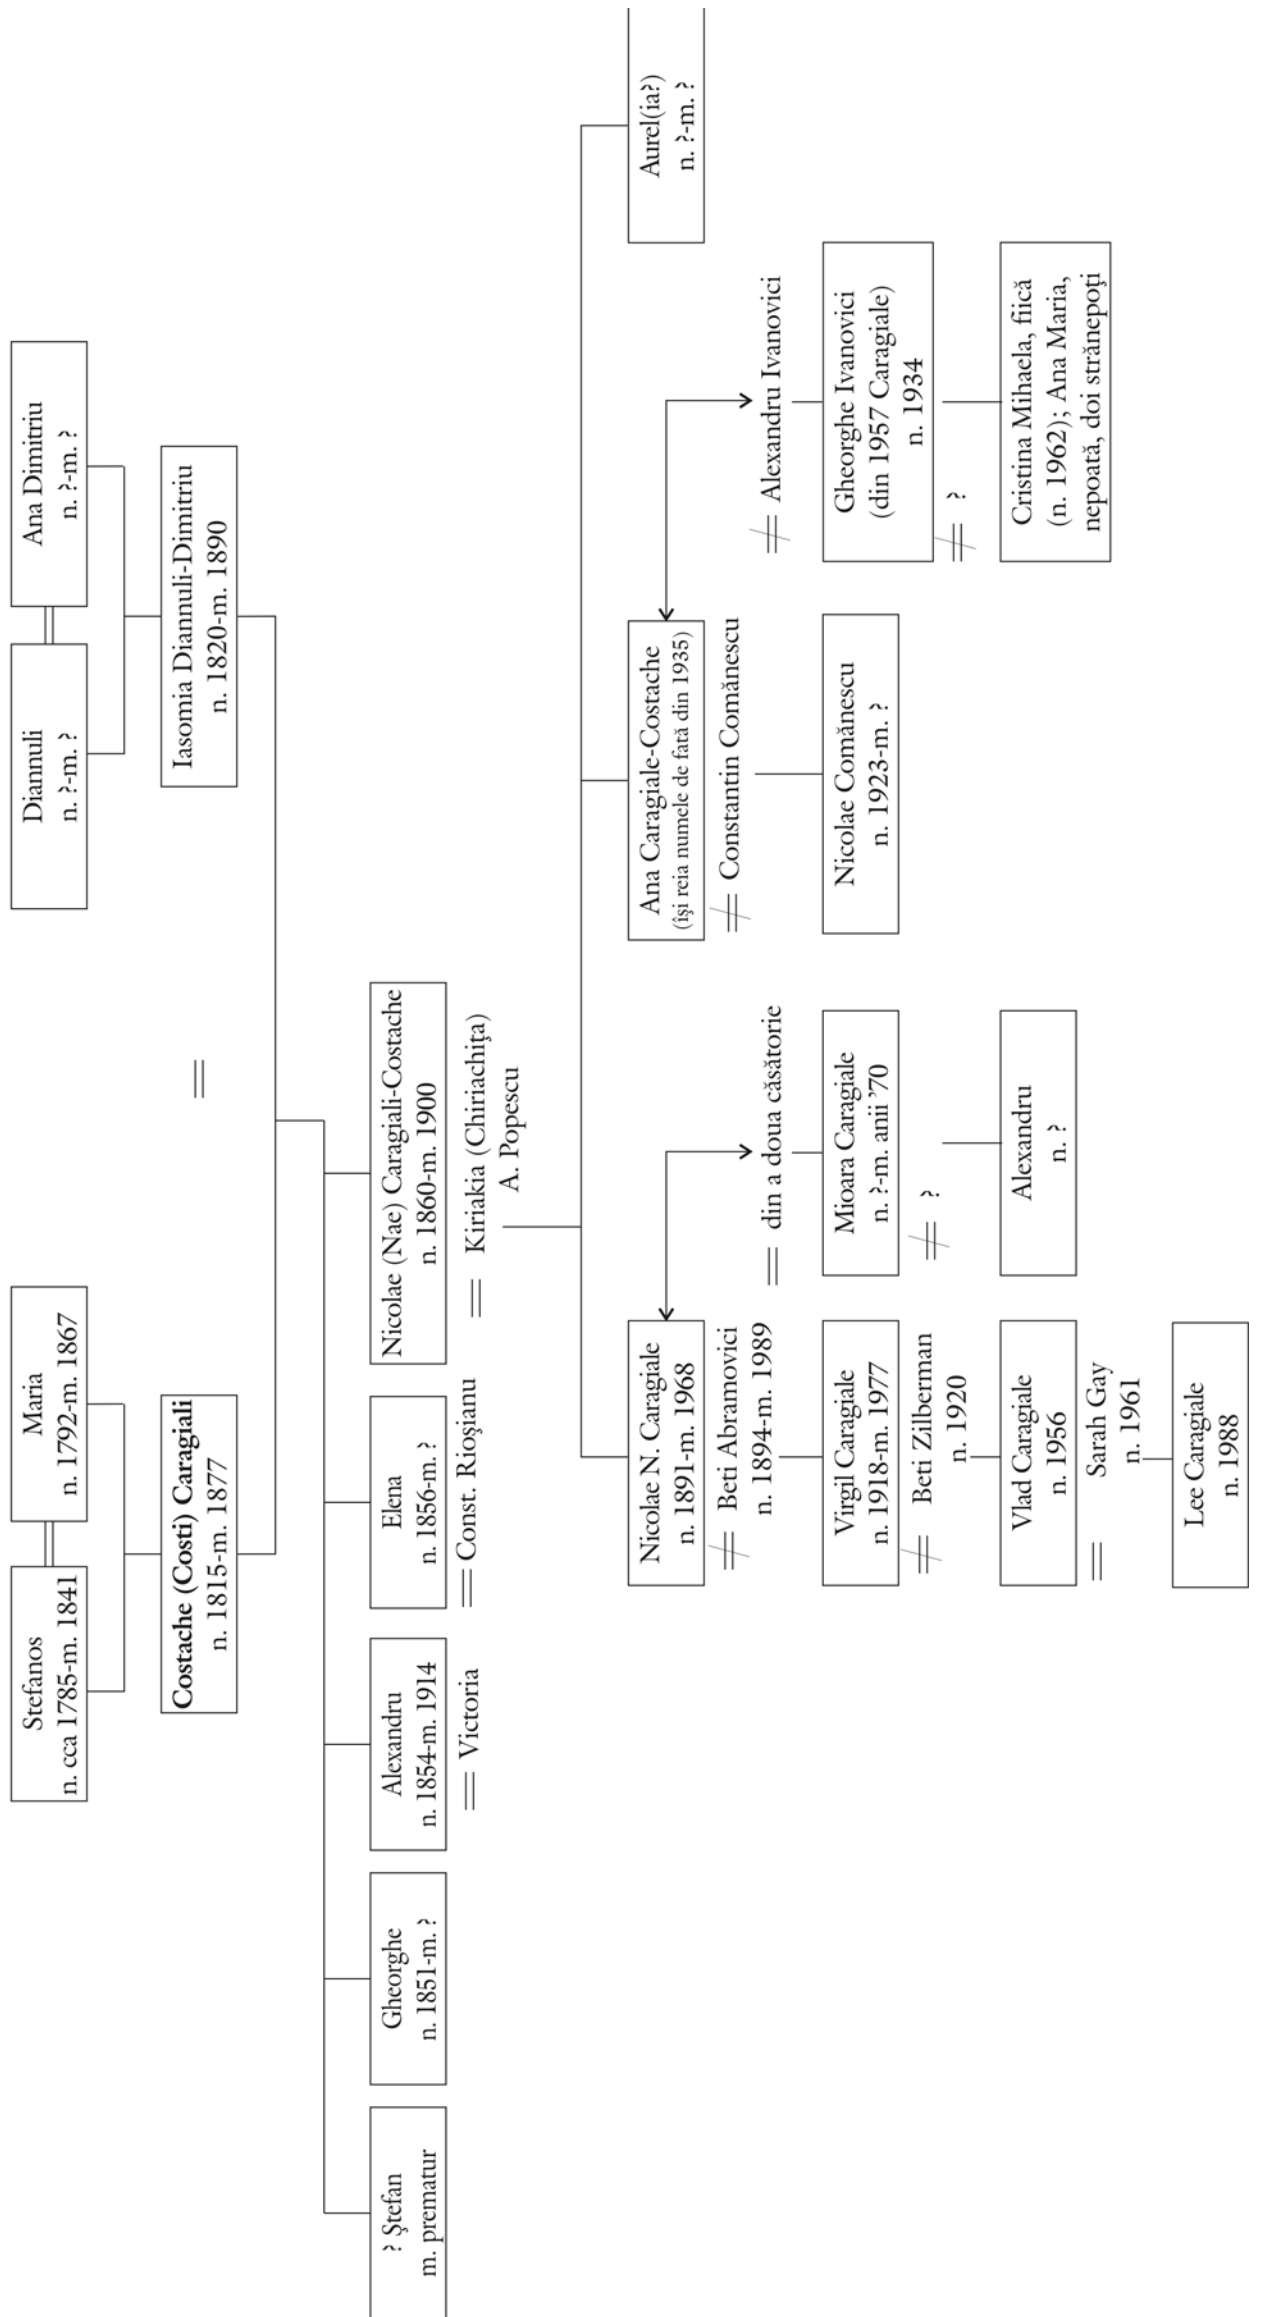 Stefanos
n. cca 1785-m. 1841
Maria
n. 1792-m. 1867
Diannuli
n. ?-m. ?
Ana Dimitriu
n. ?-m. ?
Costache (Costi) Caragiali
n. 1815-m. 1877
=
Iasomia Diannuli-Dimitriu
n. 1820-m. 1890
? Ştefan
m. prematur
Gheorghe
n. 1851-m. ?
Alexandru
n. 1854-m. 1914
= Victoria
Elena
n. 1856-m. ?
= Const. Rioşianu
Nicolae (Nae) Caragiali-Costache
n. 1860-m. 1900
= Kiriakia (Chiriachiţa)
A. Popescu
Nicolae N. Caragiale
n. 1891-m. 1968
≠ Beti Abramovici
n. 1894-m. 1989
= din a doua căsătorie
Ana Caragiale-Costache
(îşi reia numele de fată din 1935)
≠ Constantin Comănescu
≠ Alexandru Ivanovici
Aurel(ia?)
n. ?-m. ?
Virgil Caragiale
n. 1918-m. 1977
≠ Beti Zilberman
n. 1920
Mioara Caragiale
n. ?-m. anii ’70
≠ ?
Nicolae Comănescu
n. 1923-m. ?
Gheorghe Ivanovici
(din 1957 Caragiale)
n. 1934
≠ ?
Vlad Caragiale
n. 1956
= Sarah Gay
n. 1961
Alexandru
n. ?
Cristina Mihaela, fiică
(n. 1962); Ana Maria,
nepoată, doi strănepoţi
Lee Caragiale
n. 1988